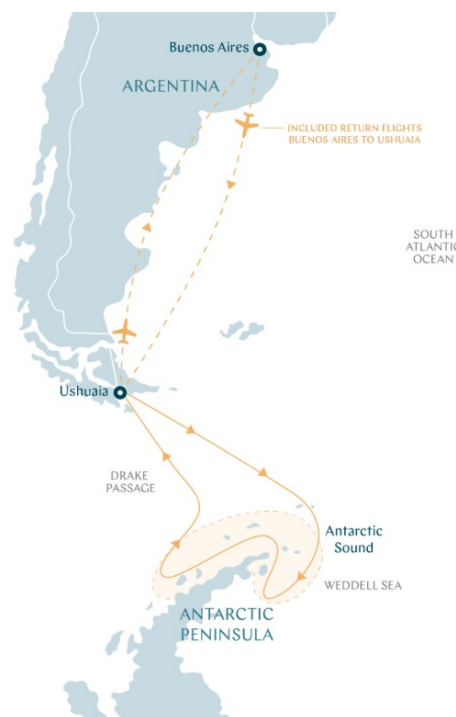 Buenos Aires
ARGENTINA
INCLUDED RETURN FLIGHTS
BUENOS AIRES TO USHUAIA
SOUTH
ATLANTIC
OCEAN
Ushuaia
DRAKE
PASSAGE
Antarctic
Sound
WEDDELL SEA
ANTARCTIC
PENINSULA